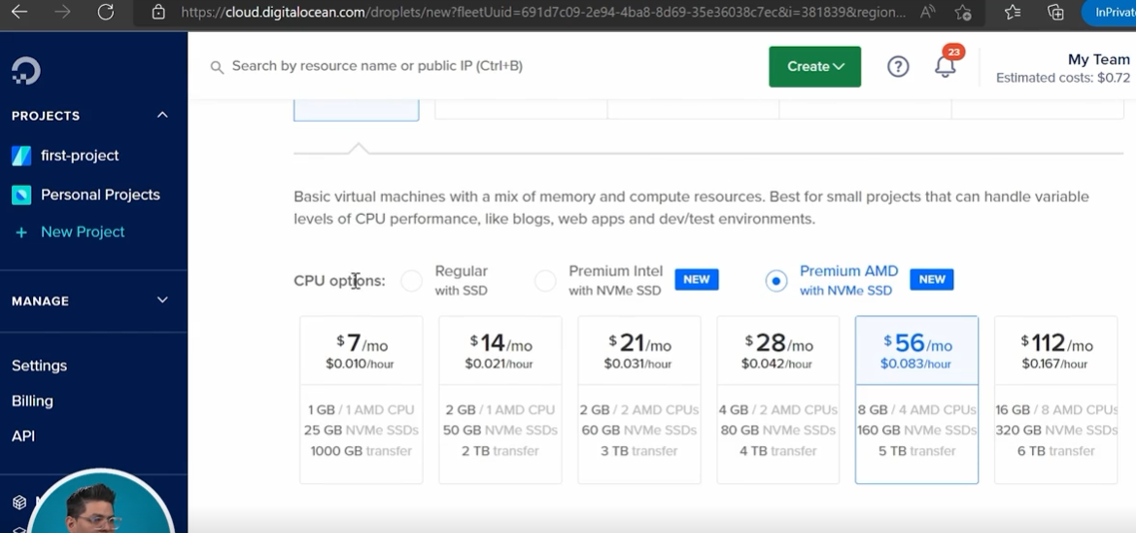 https://cloud.digitalocean.com/droplets/new?fleetUuid=691d7c09-2e94-4ba8-8d69-35e36038c7ec&i=381839&region...
InPrivate
Search by resource name or public IP (Ctrl+B)
Create
23
My Team
Estimated costs: $0.72
PROJECTS
first-project
Personal Projects
+ New Project
MANAGE
Settings
Billing
API
Basic virtual machines with a mix of memory and compute resources. Best for small projects that can handle variable
levels of CPU performance, like blogs, web apps and dev/test environments.
CPU options:
Regular
with SSD
Premium Intel
with NVMe SSD
NEW
Premium AMD
with NVMe SSD
NEW
$7/mo
$0.010/hour
1 GB / 1 AMD CPU
25 GB NVMe SSDs
1000 GB transfer
$14/mo
$0.021/hour
2 GB / 1 AMD CPU
50 GB NVMe SSDs
2 TB transfer
$21/mo
$0.031/hour
2 GB / 2 AMD CPUs
60 GB NVMe SSDs
3 TB transfer
$28/mo
$0.042/hour
4 GB / 2 AMD CPUs
80 GB NVMe SSDs
4 TB transfer
$56/mo
$0.083/hour
8 GB / 4 AMD CPUs
160 GB NVMe SSDs
5 TB transfer
$112/mo
$0.167/hour
16 GB / 8 AMD CPUs
320 GB NVMe SSDs
6 TB transfer